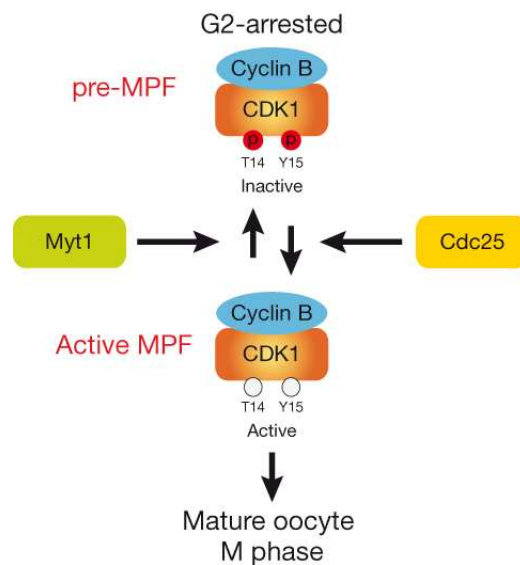 G2-arrested
Cyclin B
pre-MPF
CDK1
p p
T14 Y15
Inactive
Myt1
Cdc25
Cyclin B
Active MPF
CDK1
T14 Y15
Active
Mature oocyte
M phase